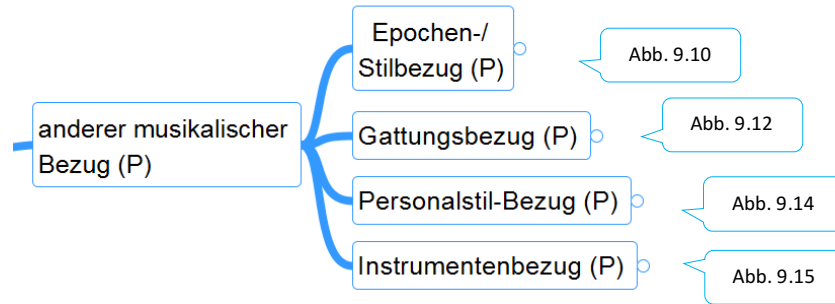 Epochen-/
Stilbezug (P)
Abb. 9.10
anderer musikalischer
Bezug (P)
Gattungsbezug (P)
Abb. 9.12
Personalstil-Bezug (P)
Abb. 9.14
Instrumentenbezug (P)
Abb. 9.15